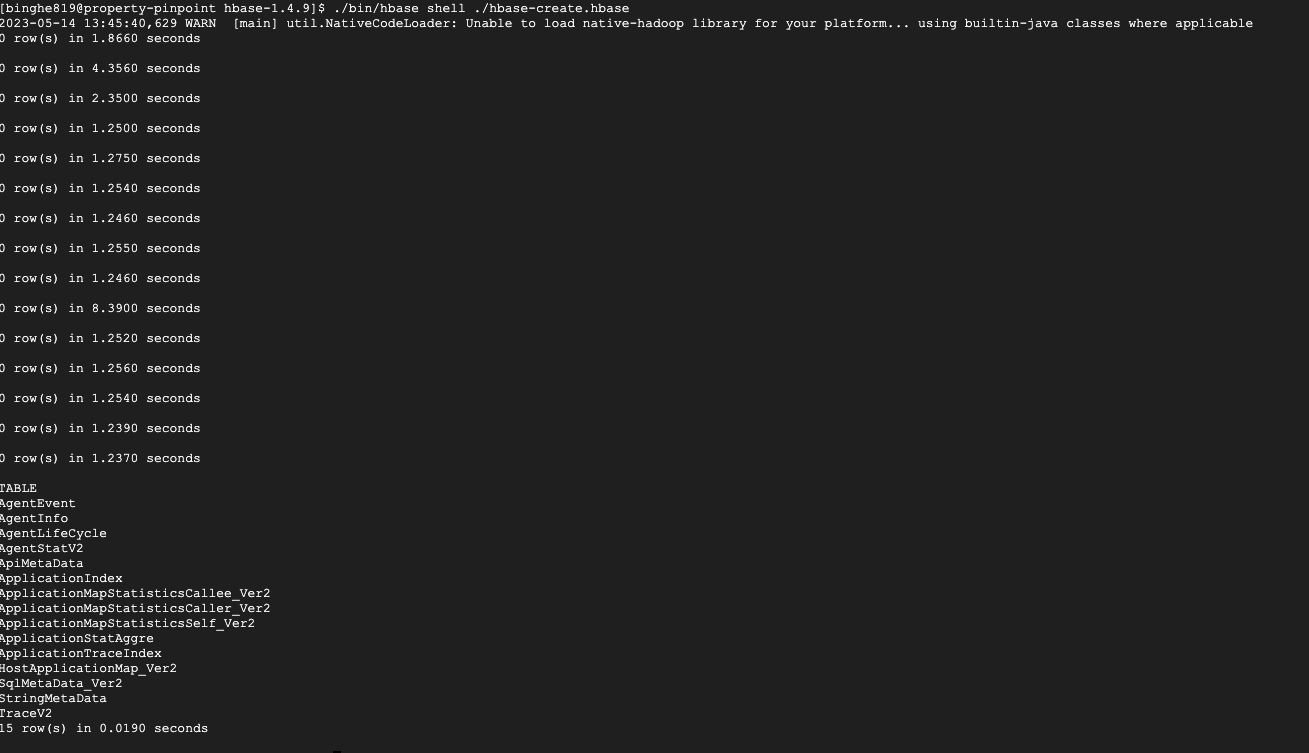 [binghe819@property-pinpoint hbase-1.4.9]$ ./bin/hbase shell ./hbase-create.hbase
2023-05-14 13:45:40,629 WARN  [main] util.NativeCodeLoader: Unable to load native-hadoop library for your platform... using builtin-java classes where applicable
0 row(s) in 1.8660 seconds
0 row(s) in 4.3560 seconds
0 row(s) in 2.3500 seconds
0 row(s) in 1.2500 seconds
0 row(s) in 1.2750 seconds
0 row(s) in 1.2540 seconds
0 row(s) in 1.2460 seconds
0 row(s) in 1.2550 seconds
0 row(s) in 1.2460 seconds
0 row(s) in 8.3900 seconds
0 row(s) in 1.2520 seconds
0 row(s) in 1.2560 seconds
0 row(s) in 1.2540 seconds
0 row(s) in 1.2390 seconds
0 row(s) in 1.2370 seconds
TABLE
AgentEvent
AgentInfo
AgentLifeCycle
AgentStatV2
ApiMetaData
ApplicationIndex
ApplicationMapStatisticsCallee_Ver2
ApplicationMapStatisticsCaller_Ver2
ApplicationMapStatisticsSelf_Ver2
ApplicationStatAggre
ApplicationTraceIndex
HostApplicationMap_Ver2
SqlMetaData_Ver2
StringMetaData
TraceV2
15 row(s) in 0.0190 seconds